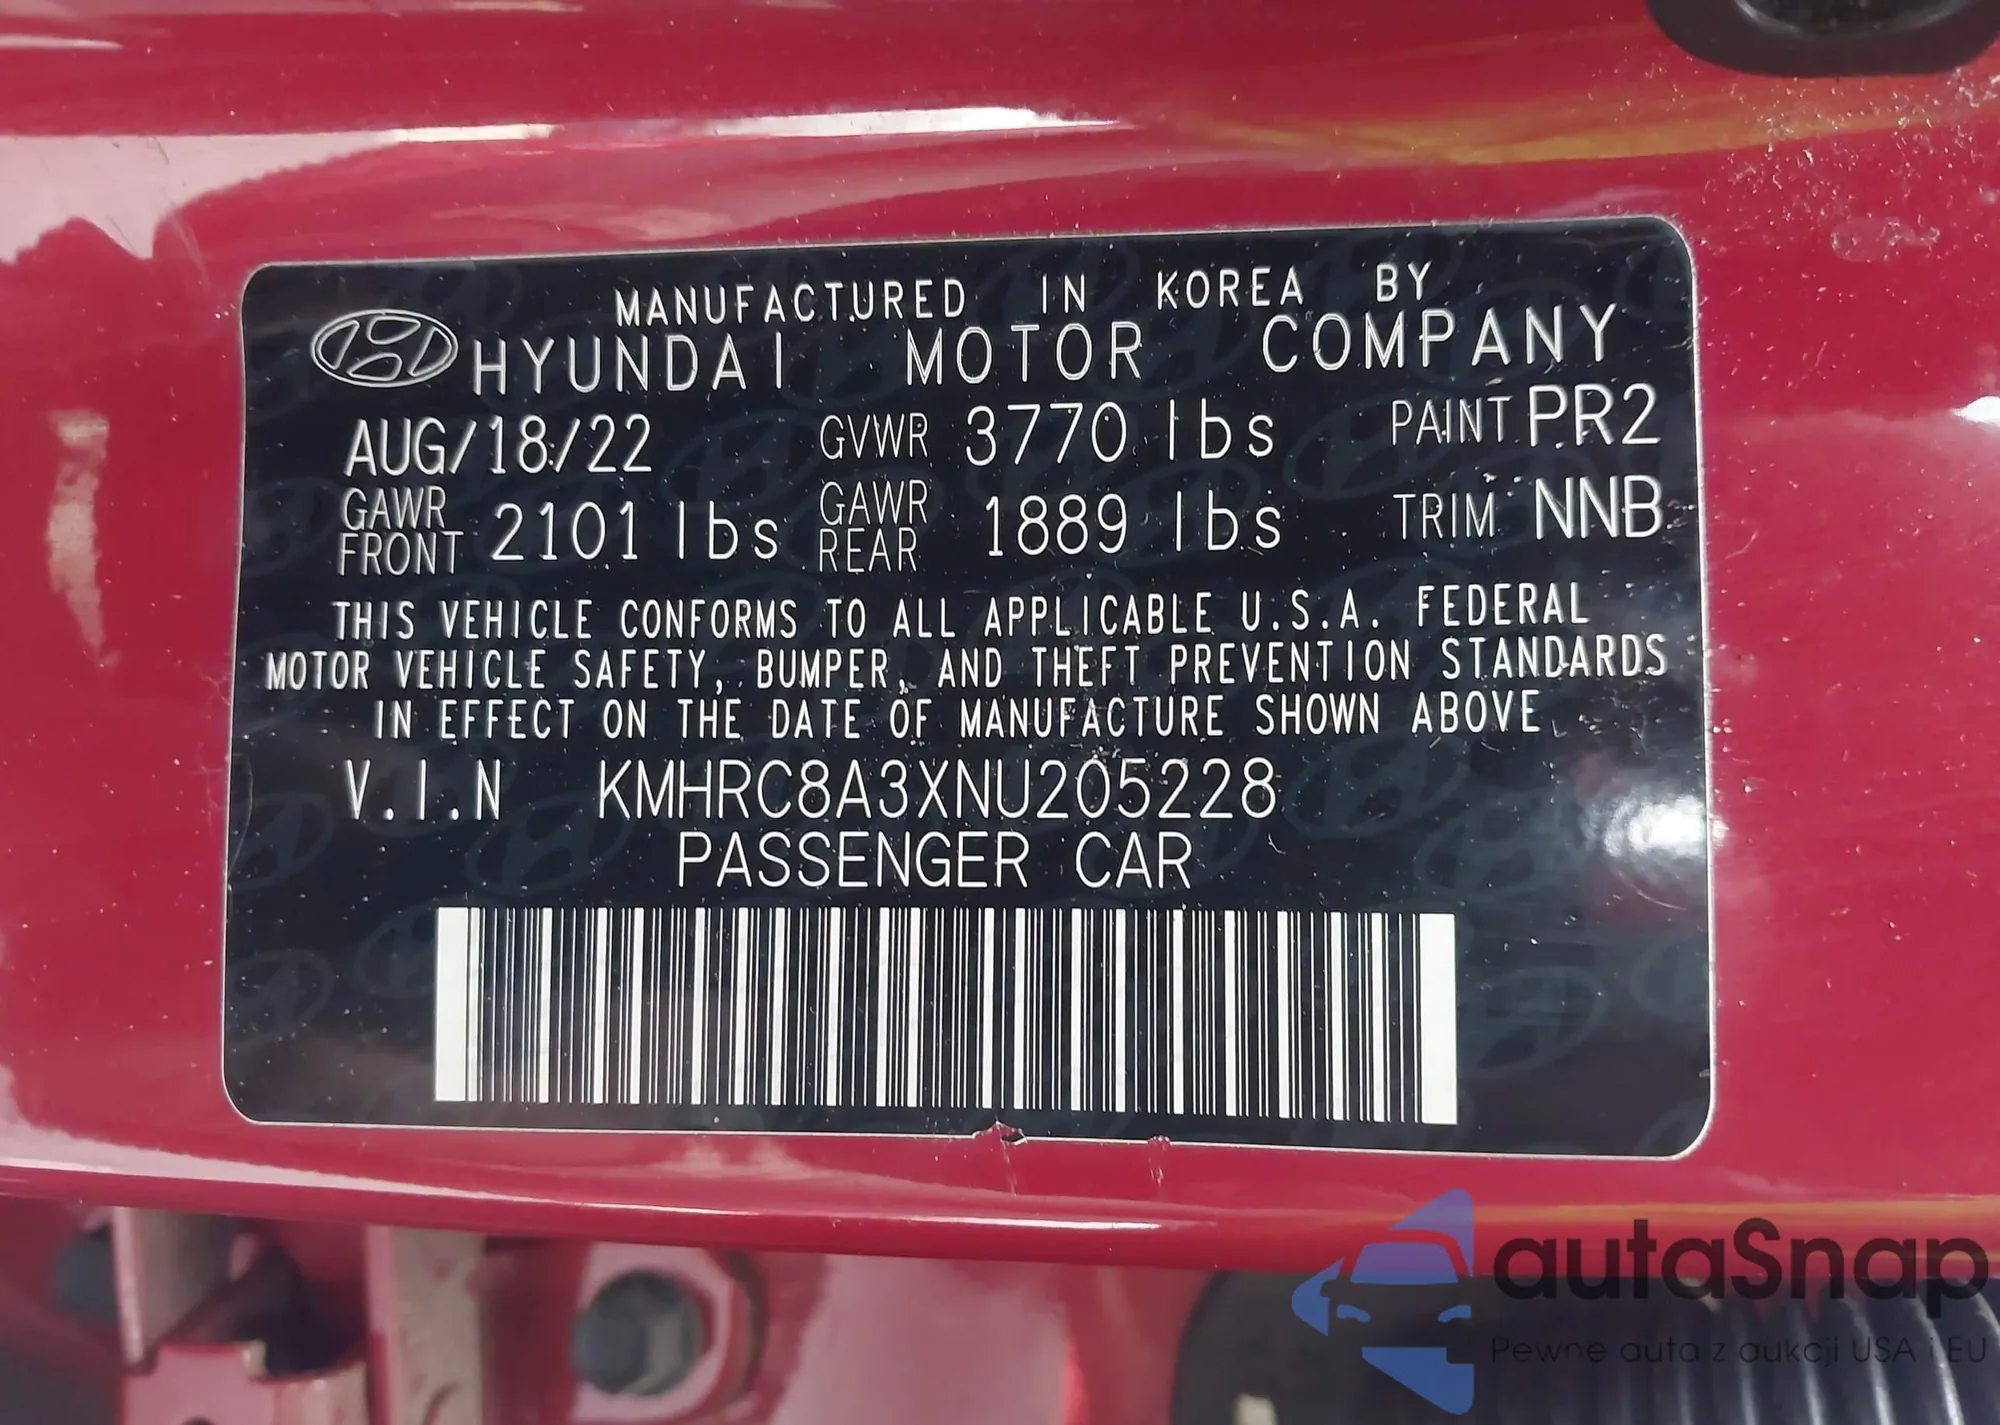 MANUFACTURED IN KOREA BY
HYUNDAI MOTOR COMPANY
AUG/18/22 GVWR 3770 lbs PAINT PR2
GAWR FRONT 2101 lbs GAWR REAR 1889 lbs TRIM NNB
THIS VEHICLE CONFORMS TO ALL APPLICABLE U.S.A. FEDERAL
MOTOR VEHICLE SAFETY, BUMPER, AND THEFT PREVENTION STANDARDS
IN EFFECT ON THE DATE OF MANUFACTURE SHOWN ABOVE
V.I.N KMHRC8A3XNU205228
PASSENGER CAR
autaSnap
Pewne auta z aukcji USA i EU